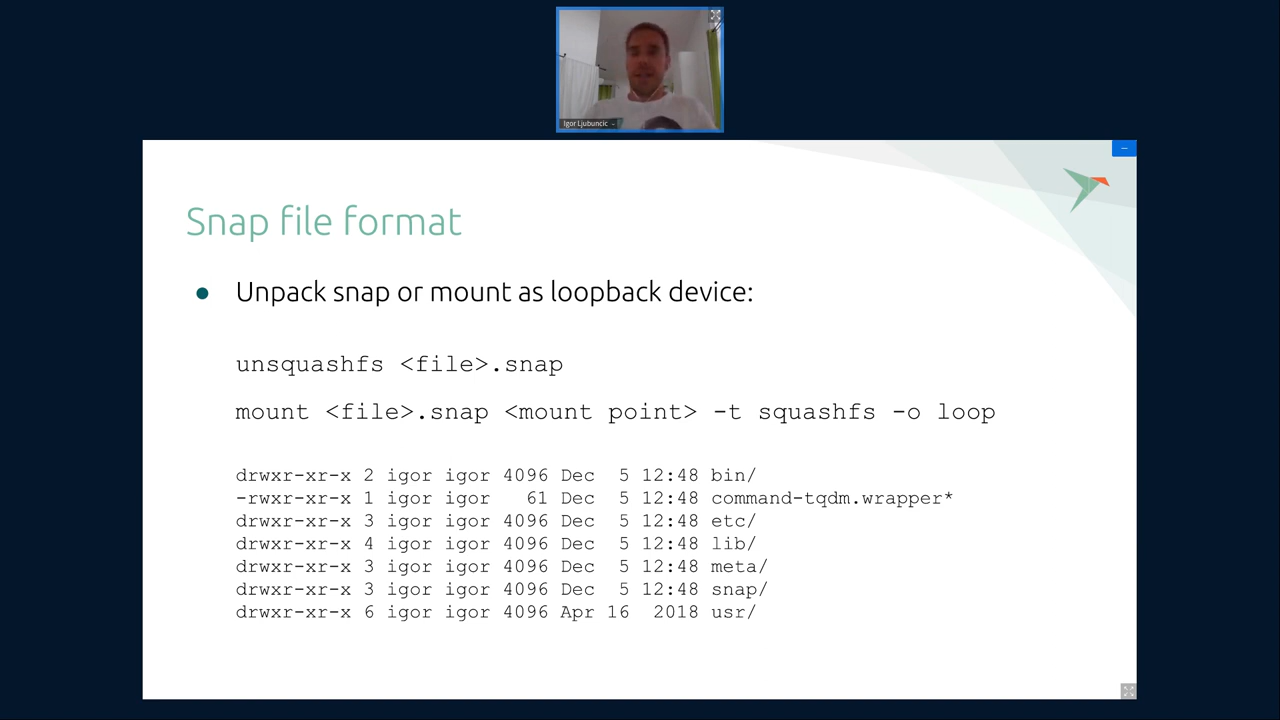 Igor Ljubuncic
Snap file format
● Unpack snap or mount as loopback device:
unsquashfs <file>.snap
mount <file>.snap <mount point> -t squashfs -o loop
drwxr-xr-x 2 igor igor 4096 Dec  5 12:48 bin/
-rwxr-xr-x 1 igor igor   61 Dec  5 12:48 command-tqdm.wrapper*
drwxr-xr-x 3 igor igor 4096 Dec  5 12:48 etc/
drwxr-xr-x 4 igor igor 4096 Dec  5 12:48 lib/
drwxr-xr-x 3 igor igor 4096 Dec  5 12:48 meta/
drwxr-xr-x 3 igor igor 4096 Dec  5 12:48 snap/
drwxr-xr-x 6 igor igor 4096 Apr 16  2018 usr/